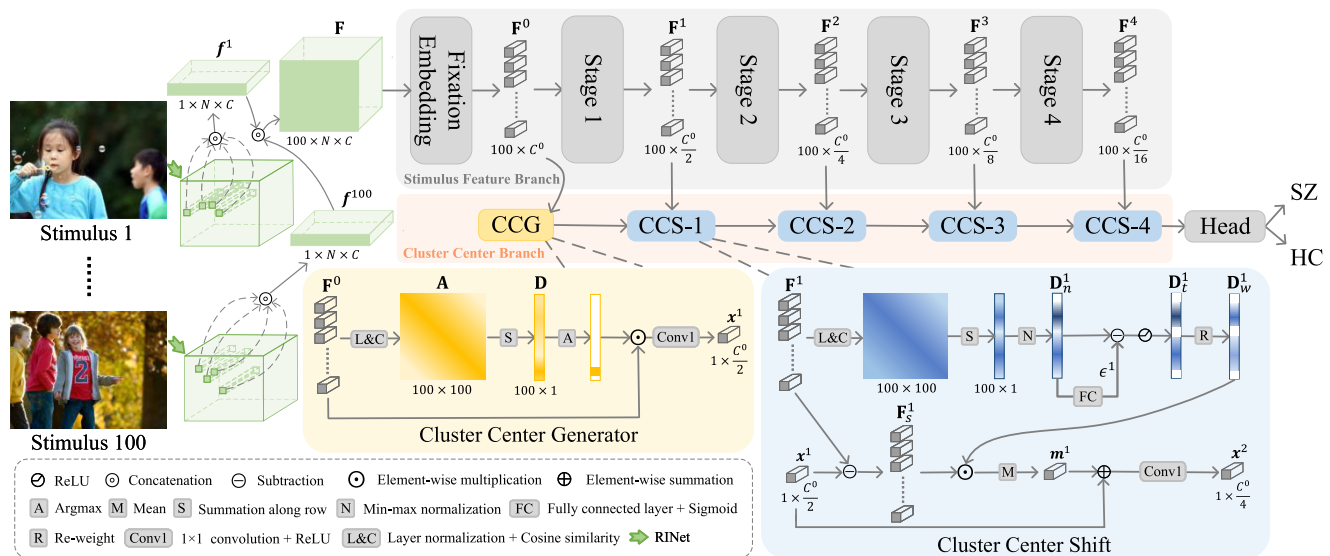 F
f¹
1 × N × C
100 × N × C
Stimulus 1
f¹⁰⁰
1 × N × C
Stimulus 100
Fixation Embedding
F⁰
100 × C⁰
Stage 1
F¹
100 × C⁰/2
Stage 2
F²
100 × C⁰/4
Stage 3
F³
100 × C⁰/8
Stage 4
F⁴
100 × C⁰/16
Stimulus Feature Branch
CCG
CCS-1
CCS-2
CCS-3
CCS-4
Head
SZ
HC
Cluster Center Branch
F⁰
L&C
A
100 × 100
S
D
100 × 1
A
Conv1
x¹
1 × C⁰/2
Cluster Center Generator
F¹
L&C
100 × 100
S
100 × 1
N
D¹ₙ
FC
ϵ¹
D¹ₜ
R
D¹_w
x¹
1 × C⁰/2
F¹ₛ
M
m¹
Conv1
x²
1 × C⁰/4
Cluster Center Shift
ReLU Concatenation Subtraction Element-wise multiplication Element-wise summation
A Argmax M Mean S Summation along row N Min-max normalization FC Fully connected layer + Sigmoid
R Re-weight Conv1 1×1 convolution + ReLU L&C Layer normalization + Cosine similarity RINet